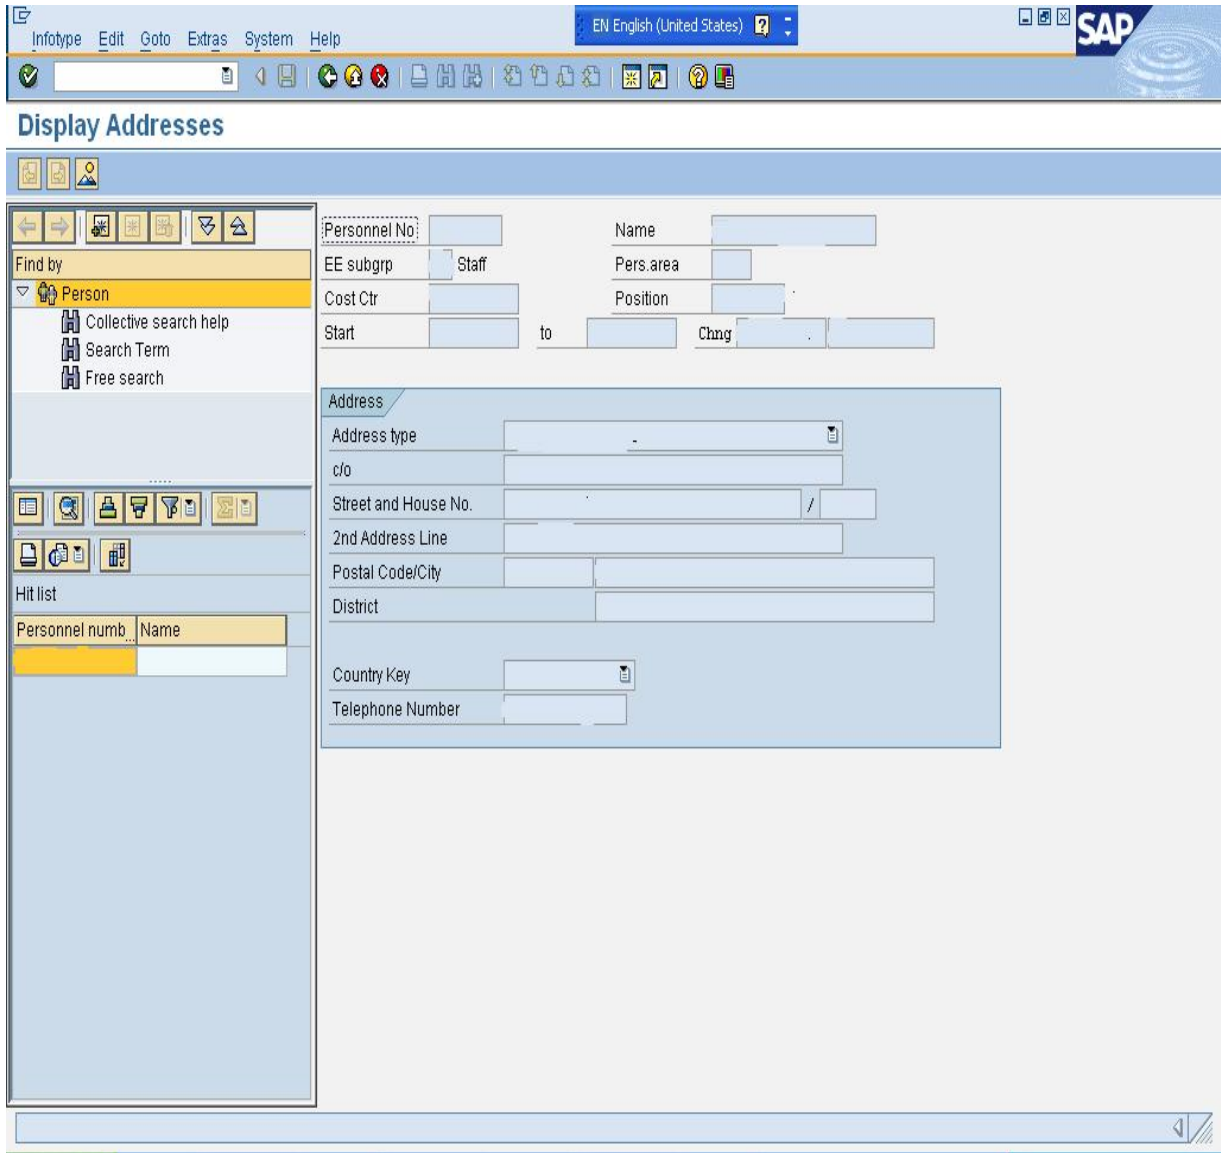 EN English (United States)
Infotype Edit Goto Extras System Help
SAP
Display Addresses
Find by
Person
Collective search help
Search Term
Free search
Hit list
Personnel numb... Name
Personnel No Name
EE subgrp Staff Pers.area
Cost Ctr Position
Start to Chng
Address
Address type
c/o
Street and House No. /
2nd Address Line
Postal Code/City
District
Country Key
Telephone Number